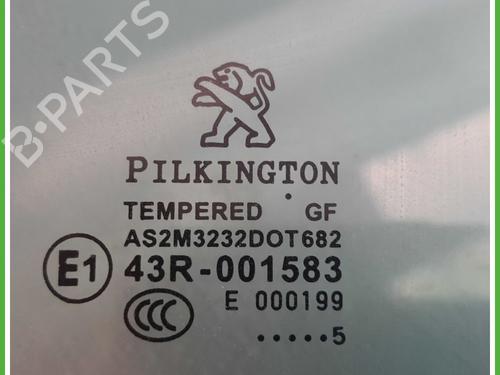 B-PARTS
PILKINGTON
TEMPERED GF
AS2M3232DOT682
E1 43R-001583
CCC E 000199
.....5